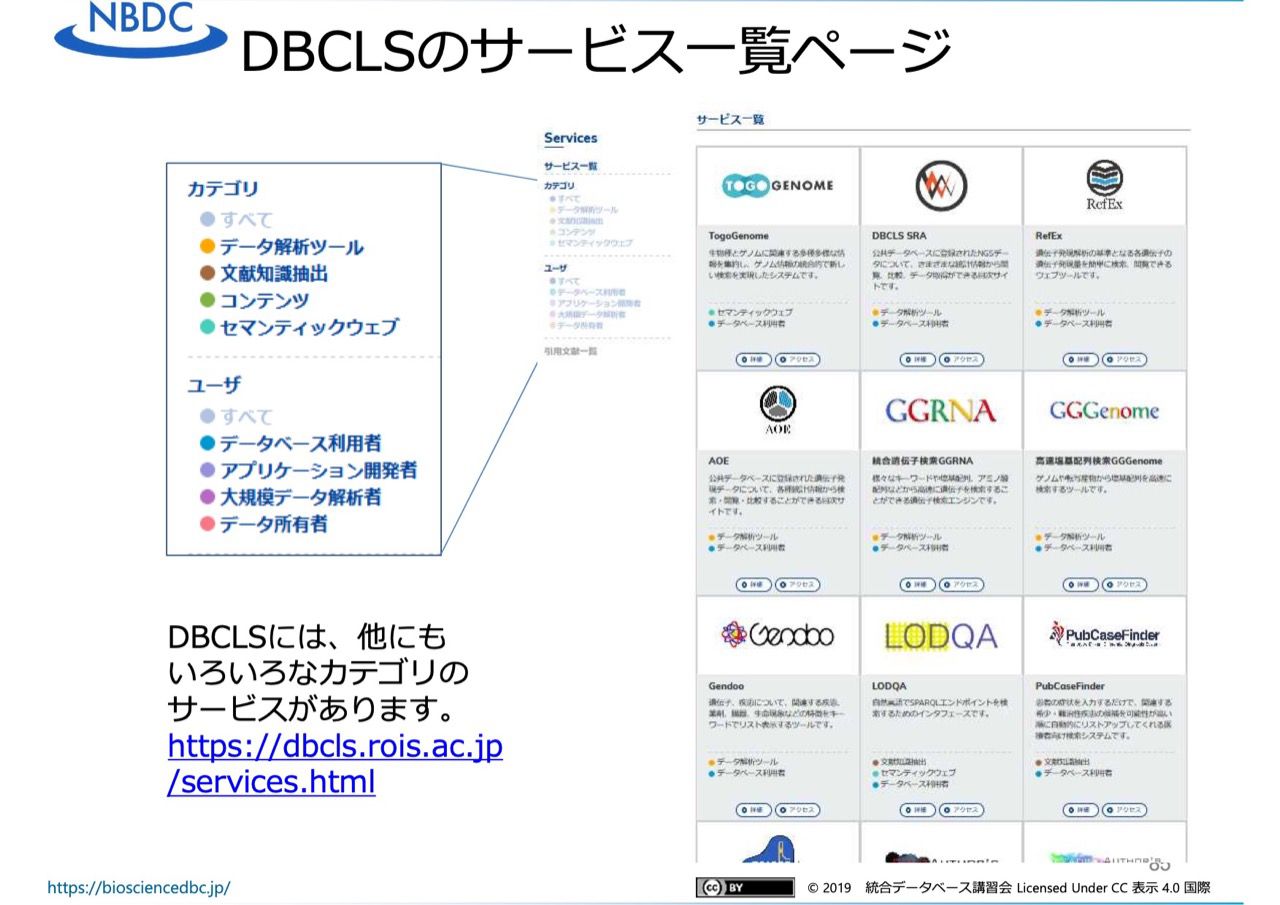 NBDC
DBCLSのサービス一覧ページ
カテゴリ
すべて
データ解析ツール
文献知識抽出
コンテンツ
セマンティックウェブ
ユーザ
すべて
データベース利用者
アプリケーション開発者
大規模データ解析者
データ所有者
Services
サービス一覧
カテゴリ
すべて
データ解析ツール
文献知識抽出
コンテンツ
セマンティックウェブ
ユーザ
すべて
データベース利用者
アプリケーション開発者
大規模データ解析者
データ所有者
引用文献一覧
サービス一覧
TOGO GENOME
TogoGenome
生物種とゲノムに関連する多種多様な情
報を集約し、ゲノム情報の統合的で新し
い検索を実現したシステムです。
セマンティックウェブ
データベース利用者
詳細 アクセス
DBCLS SRA
公共データベースに登録されたNGSデー
タについて、さまざまな統計情報から閲
覧、比較、データ取得ができる目次サイ
トです。
データ解析ツール
データベース利用者
詳細 アクセス
RefEx
RefEx
遺伝子発現解析の基準となる各遺伝子の
遺伝子発現量を簡単に検索、閲覧できる
ウェブツールです。
データ解析ツール
データベース利用者
詳細 アクセス
AOE
AOE
公共データベースに登録された遺伝子発
現データについて、各種統計情報から検
索・閲覧・比較することができる目次サ
イトです。
データ解析ツール
データベース利用者
詳細 アクセス
GGRNA
統合遺伝子検索GGRNA
様々なキーワードや塩基配列、アミノ酸
配列などから高速に遺伝子を検索するこ
とができる遺伝子検索エンジンです。
データ解析ツール
データベース利用者
詳細 アクセス
GGGenome
高速塩基配列検索GGGenome
ゲノムや転写産物から塩基配列を高速に
検索するツールです。
データ解析ツール
データベース利用者
詳細 アクセス
Gendoo
Gendoo
遺伝子、疾患について、関連する疾患、
薬剤、臓器、生命現象などの特徴をキー
ワードでリスト表示するツールです。
データ解析ツール
データベース利用者
詳細 アクセス
LODQA
LODQA
自然言語でSPARQLエンドポイントを検
索するためのインタフェースです。
文献知識抽出
セマンティックウェブ
データベース利用者
詳細 アクセス
PubCaseFinder
PubCaseFinder
患者の症状を入力するだけで、関連する
希少・難治性疾患の候補を可能性が高い
順に自動的にリストアップしてくれる医
療者向け検索システムです。
文献知識抽出
データベース利用者
詳細 アクセス
DBCLSには、他にも
いろいろなカテゴリの
サービスがあります。
https://dbcls.rois.ac.jp
/services.html
https://biosciencedbc.jp/
cc BY
© 2019 統合データベース講習会 Licensed Under CC 表示 4.0 国際